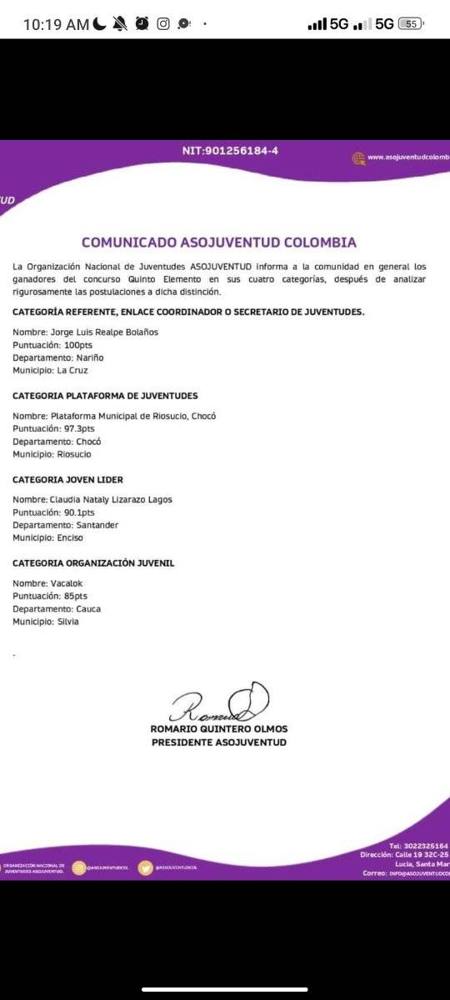 10:19 AM
5G 5G 55
NIT:901256184-4
www.asojuventudcolomb
UD
COMUNICADO ASOJUVENTUD COLOMBIA
La Organización Nacional de Juventudes ASOJUVENTUD informa a la comunidad en general los
ganadores del concurso Quinto Elemento en sus cuatro categorías, después de analizar
rigurosamente las postulaciones a dicha distinción.
CATEGORÍA REFERENTE, ENLACE COORDINADOR O SECRETARIO DE JUVENTUDES.
Nombre: Jorge Luis Realpe Bolaños
Puntuación: 100pts
Departamento: Nariño
Municipio: La Cruz
CATEGORIA PLATAFORMA DE JUVENTUDES
Nombre: Plataforma Municipal de Riosucio, Chocó
Puntuación: 97.3pts
Departamento: Chocó
Municipio: Riosucio
CATEGORIA JOVEN LIDER
Nombre: Claudia Nataly Lizarazo Lagos
Puntuación: 90.1pts
Departamento: Santander
Municipio: Enciso
CATEGORIA ORGANIZACIÓN JUVENIL
Nombre: Vacalok
Puntuación: 85pts
Departamento: Cauca
Municipio: Silvia
ROMARIO QUINTERO OLMOS
PRESIDENTE ASOJUVENTUD
ORGANIZACIÓN NACIONAL DE
JUVENTUDES ASOJUVENTUD.
Tel: 3022325164
Dirección: Calle 19 32C-25
Lucía, Santa Mar
Correo: INFO@ASOJUVENTUDCO